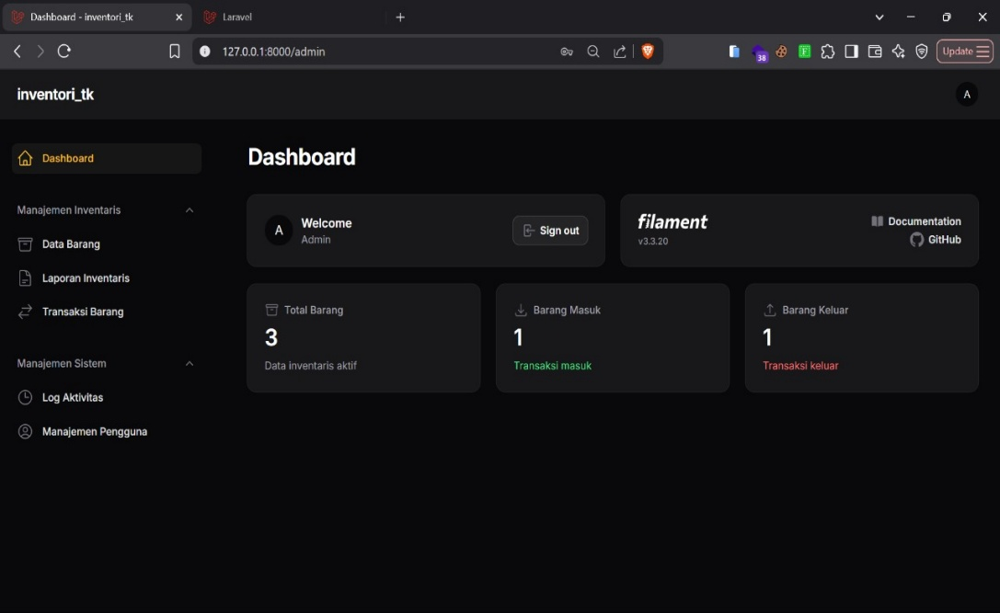 Dashboard - inventori_tk
Laravel
127.0.0.1:8000/admin
38
Update
inventori_tk
A
Dashboard
Manajemen Inventaris
Data Barang
Laporan Inventaris
Transaksi Barang
Manajemen Sistem
Log Aktivitas
Manajemen Pengguna
Dashboard
A
Welcome
Admin
Sign out
filament
v3.3.20
Documentation
GitHub
Total Barang
3
Data inventaris aktif
Barang Masuk
1
Transaksi masuk
Barang Keluar
1
Transaksi keluar